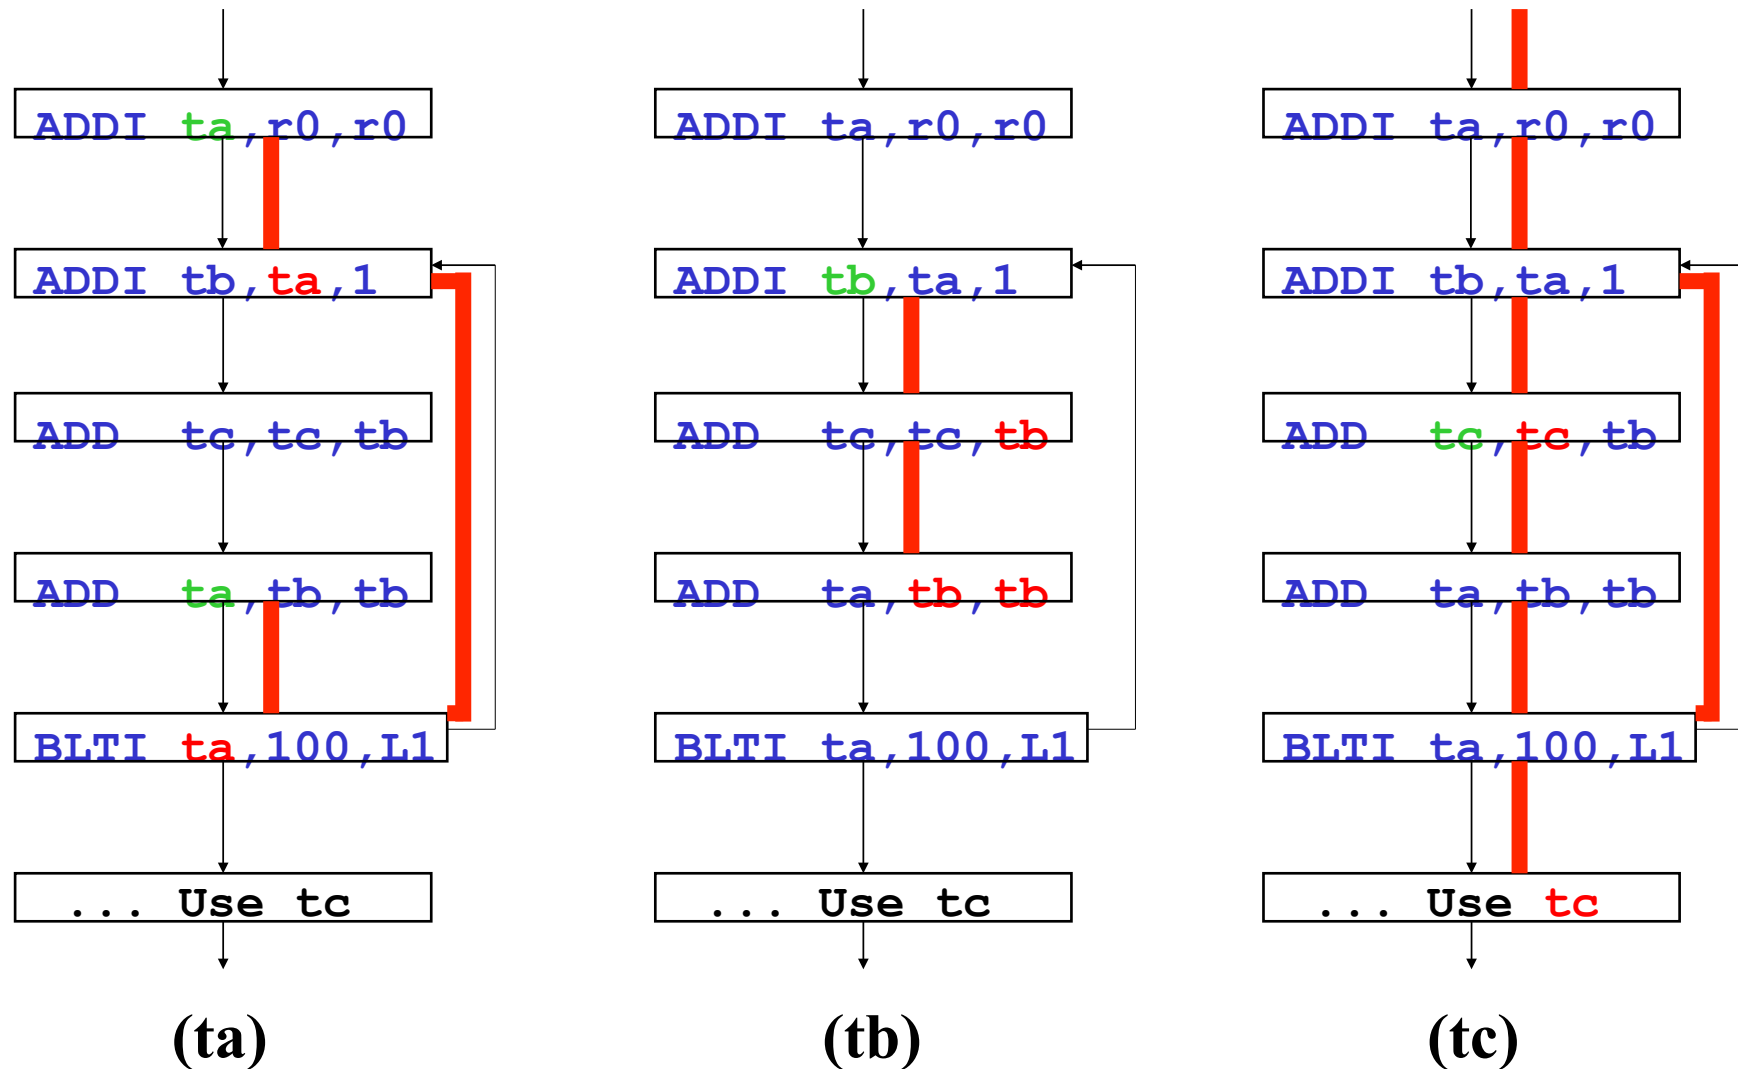 ADDI ta,r0,r0
ADDI tb,ta,1
ADD tc,tc,tb
ADD ta,tb,tb
BLTI ta,100,L1
... Use tc
(ta)
ADDI ta,r0,r0
ADDI tb,ta,1
ADD tc,tc,tb
ADD ta,tb,tb
BLTI ta,100,L1
... Use tc
(tb)
ADDI ta,r0,r0
ADDI tb,ta,1
ADD tc,tc,tb
ADD ta,tb,tb
BLTI ta,100,L1
... Use tc
(tc)